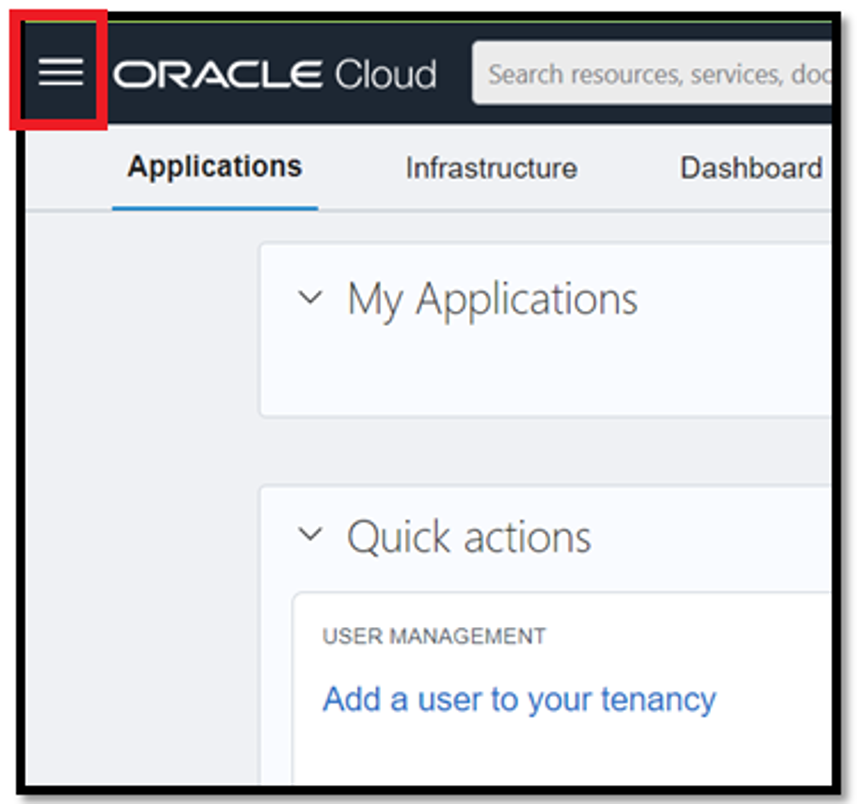 ORACLE Cloud
Search resources, services, doc
Applications
Infrastructure
Dashboard
My Applications
Quick actions
USER MANAGEMENT
Add a user to your tenancy